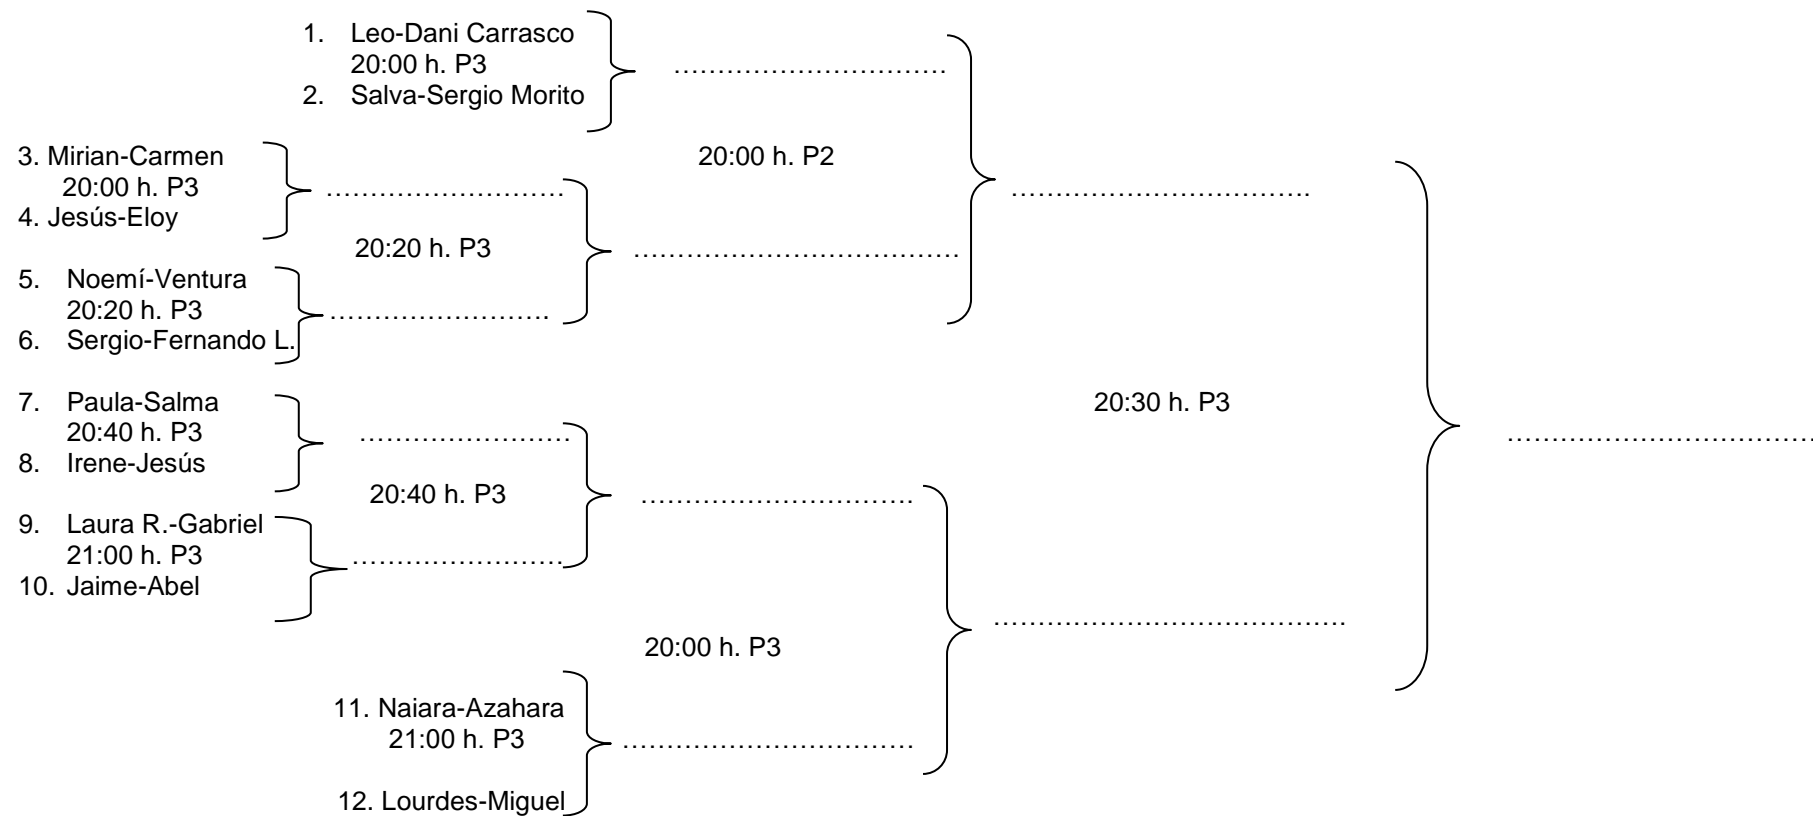 1. Leo-Dani Carrasco
20:00 h. P3
2. Salva-Sergio Morito
3. Mirian-Carmen
20:00 h. P3
4. Jesús-Eloy
5. Noemí-Ventura
20:20 h. P3
6. Sergio-Fernando L.
7. Paula-Salma
20:40 h. P3
8. Irene-Jesús
9. Laura R.-Gabriel
21:00 h. P3
10. Jaime-Abel
11. Naiara-Azahara
21:00 h. P3
12. Lourdes-Miguel
20:20 h. P3
20:40 h. P3
20:00 h. P2
20:00 h. P3
20:30 h. P3